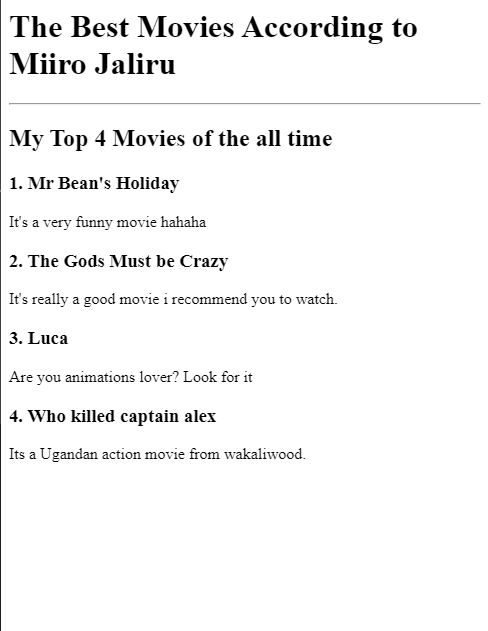 The Best Movies According to
Miiro Jaliru
My Top 4 Movies of the all time
1. Mr Bean's Holiday
It's a very funny movie hahaha
2. The Gods Must be Crazy
It's really a good movie i recommend you to watch.
3. Luca
Are you animations lover? Look for it
4. Who killed captain alex
Its a Ugandan action movie from wakaliwood.